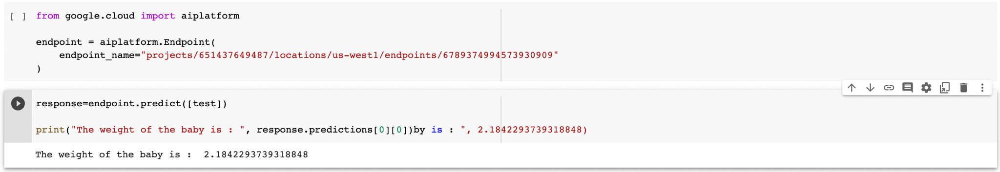 [ ] from google.cloud import aiplatform
endpoint = aiplatform.Endpoint(
    endpoint_name="projects/651437649487/locations/us-west1/endpoints/6789374994573930909"
)
response=endpoint.predict([test])
print("The weight of the baby is : ", response.predictions[0][0])by is : ", 2.1842293739318848)
The weight of the baby is :  2.1842293739318848